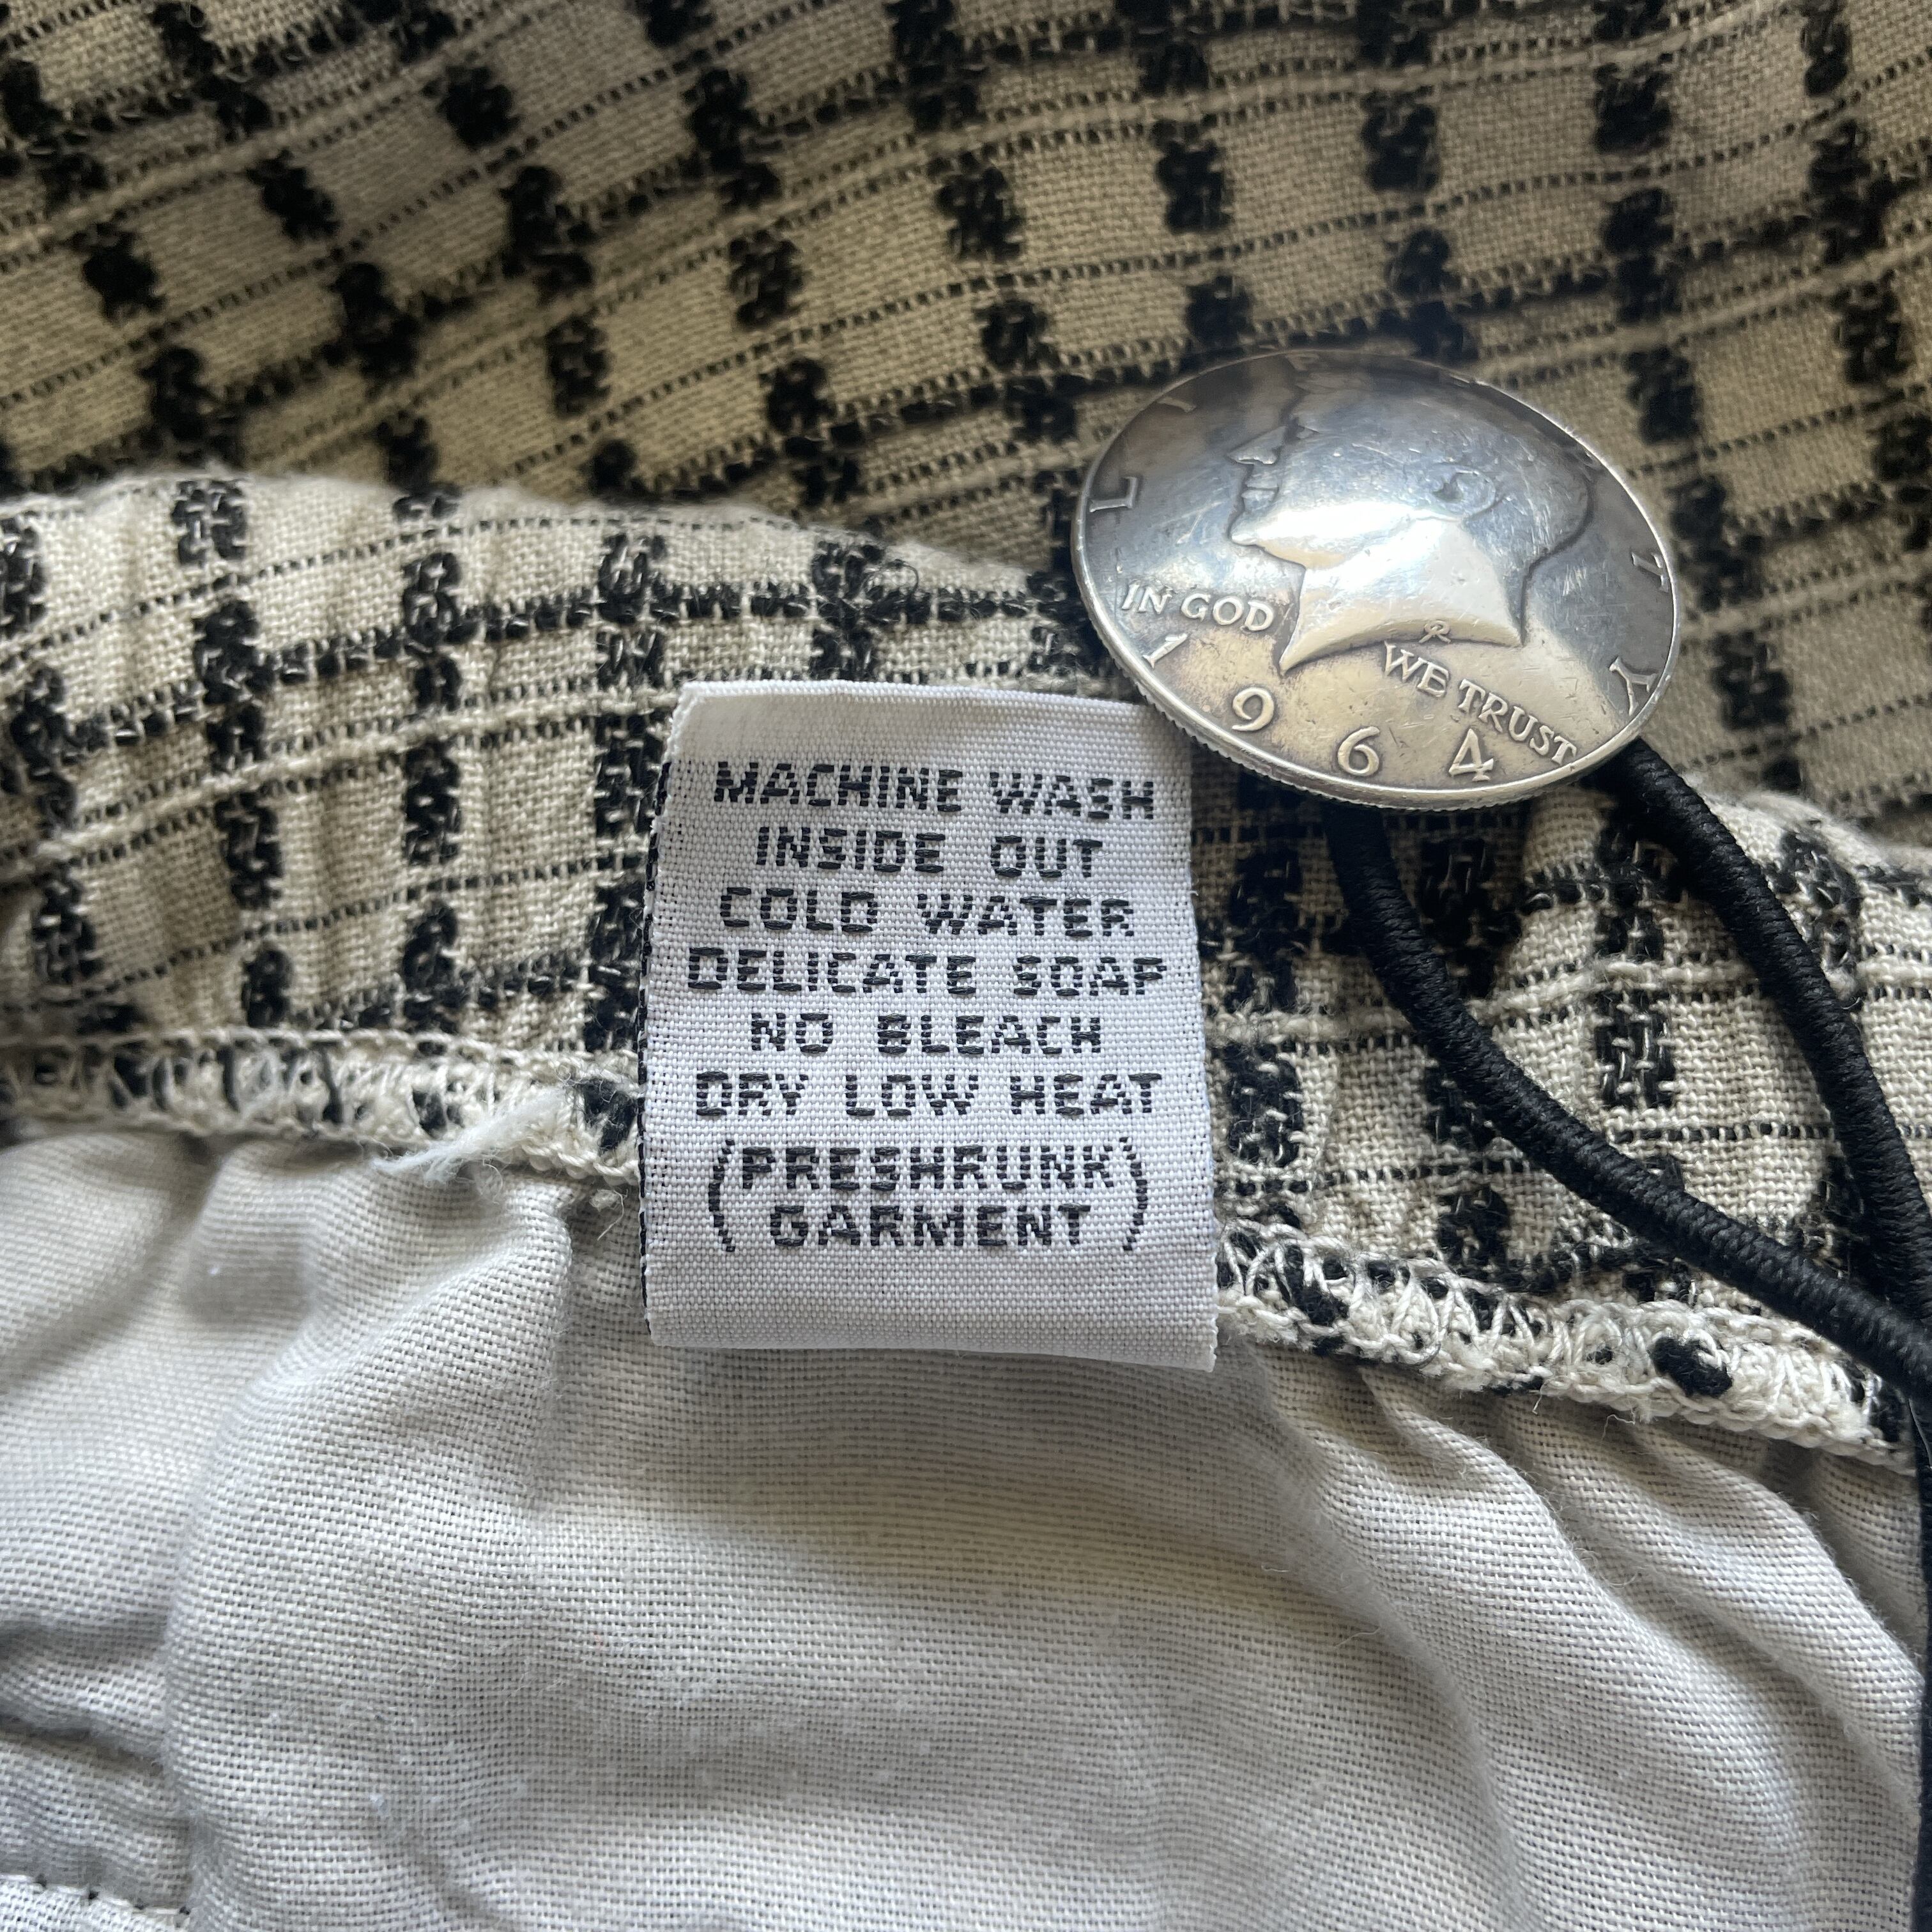 L I T Y
IN GOD
WE TRUST
1964
MACHINE WASH
INSIDE OUT
COLD WATER
DELICATE SOAP
NO BLEACH
DRY LOW HEAT
(PRESHRUNK
GARMENT)